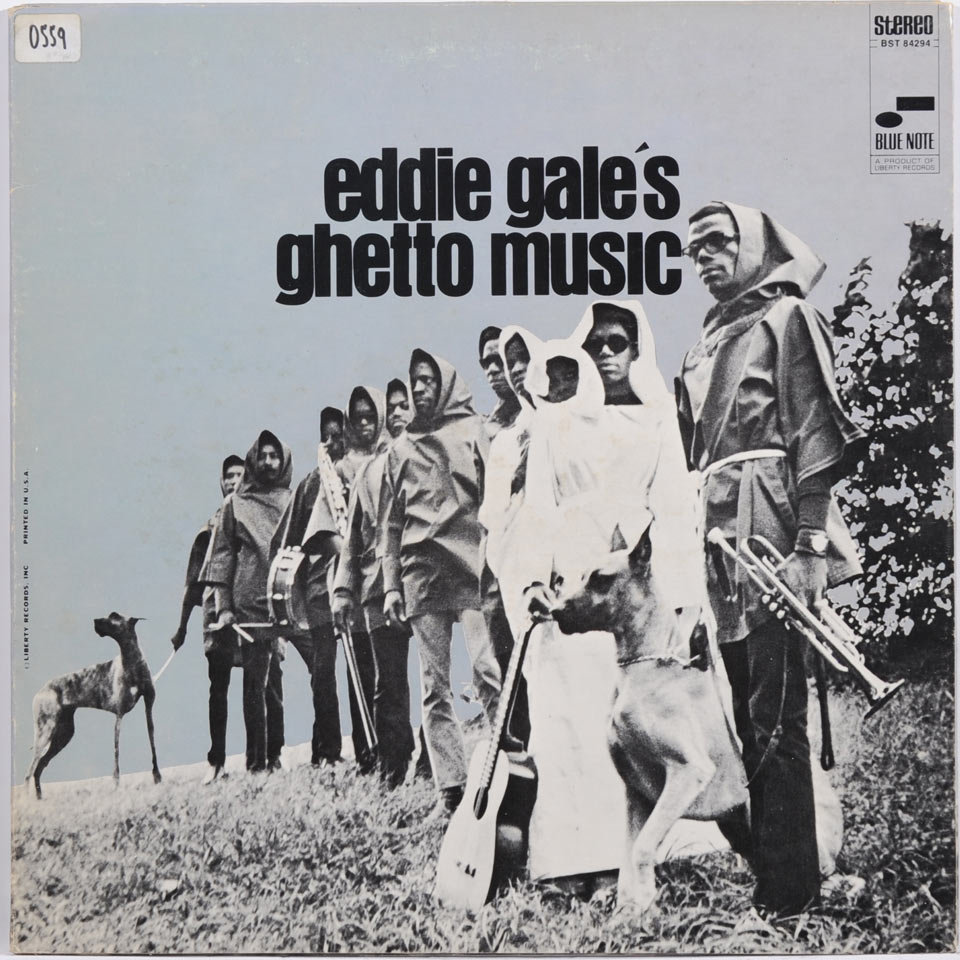 0559
stereo
BST 84294
BLUE NOTE
A PRODUCT OF
LIBERTY RECORDS
eddie gale's
ghetto music
LIBERTY RECORDS, INC PRINTED IN U.S.A